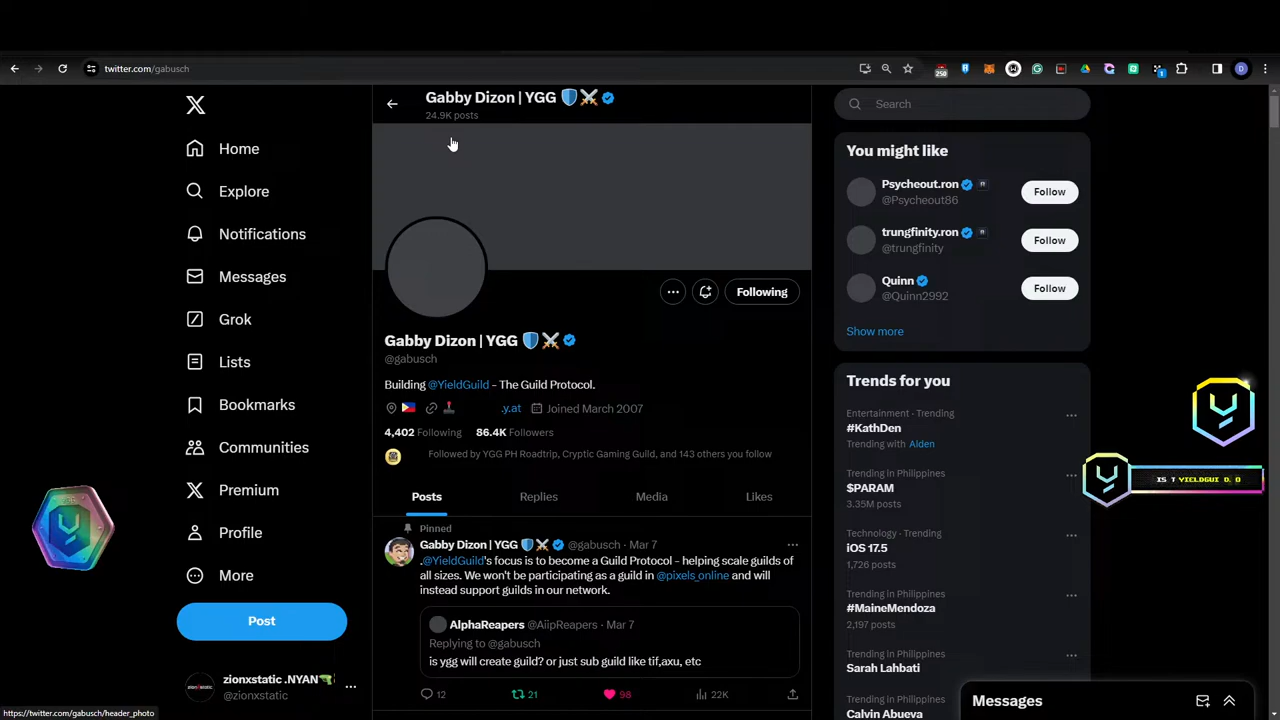 twitter.com/gabusch
250
1
D
Gabby Dizon | YGG 🛡️⚔️
24.9K posts
Home
Explore
Notifications
Messages
Grok
Lists
Bookmarks
Communities
Premium
Profile
More
Post
zionxstatic .NYAN🔫
@zionxstatic
https://twitter.com/gabusch/header_photo
Following
Gabby Dizon | YGG 🛡️⚔️
@gabusch
Building @YieldGuild - The Guild Protocol.
🇵🇭 🕹️.y.at Joined March 2007
4,402 Following 86.4K Followers
Followed by YGG PH Roadtrip, Cryptic Gaming Guild, and 143 others you follow
Posts Replies Media Likes
Pinned
Gabby Dizon | YGG 🛡️⚔️ @gabusch · Mar 7
.@YieldGuild's focus is to become a Guild Protocol - helping scale guilds of
all sizes. We won't be participating as a guild in @pixels_online and will
instead support guilds in our network.
AlphaReapers @AiipReapers · Mar 7
Replying to @gabusch
is ygg will create guild? or just sub guild like tif,axu, etc
12 21 98 22K
Search
You might like
Psycheout.ron
@Psycheout86
Follow
trungfinity.ron
@trungfinity
Follow
Quinn
@Quinn2992
Follow
Show more
Trends for you
Entertainment · Trending
#KathDen
Trending with Alden
Trending in Philippines
$PARAM
3.35M posts
Technology · Trending
iOS 17.5
1,726 posts
Trending in Philippines
#MaineMendoza
2,197 posts
Trending in Philippines
Sarah Lahbati
Calvin Abueva
Messages
IS T YIELDGUI D. O